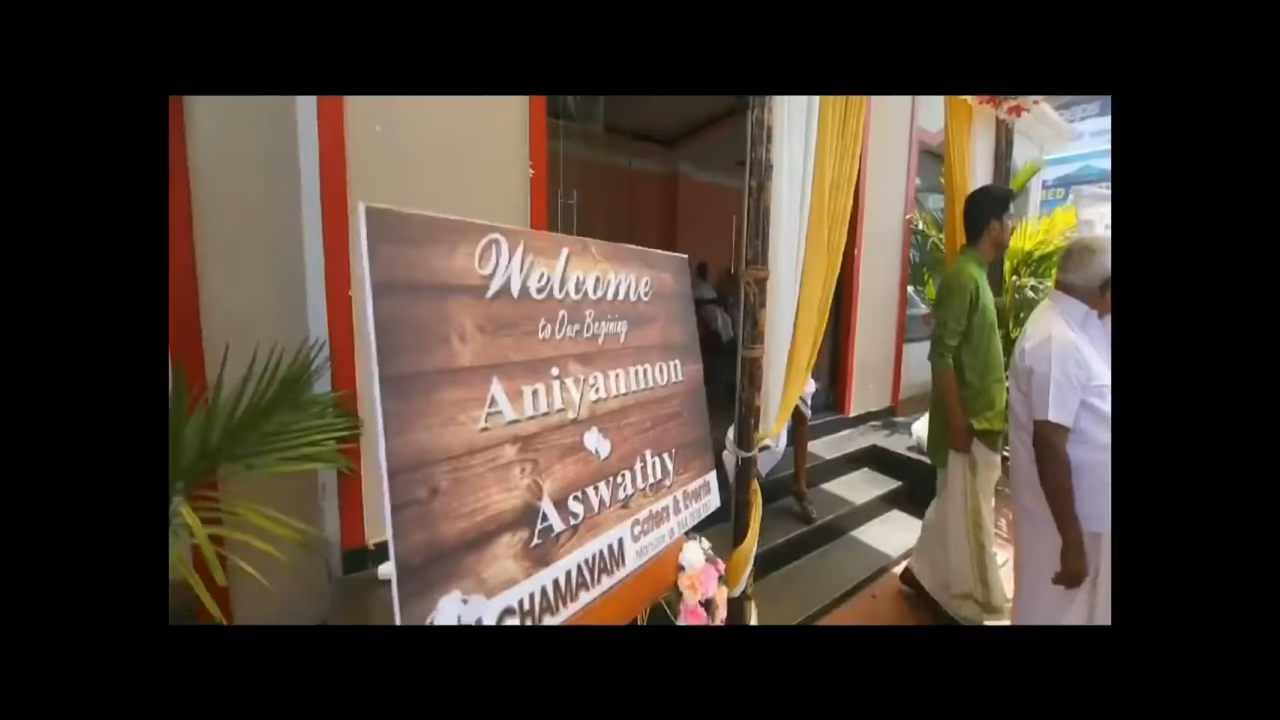 Welcome
to Our Begining
Aniyanmon
Aswathy
CHAMAYAM
Caters & Events